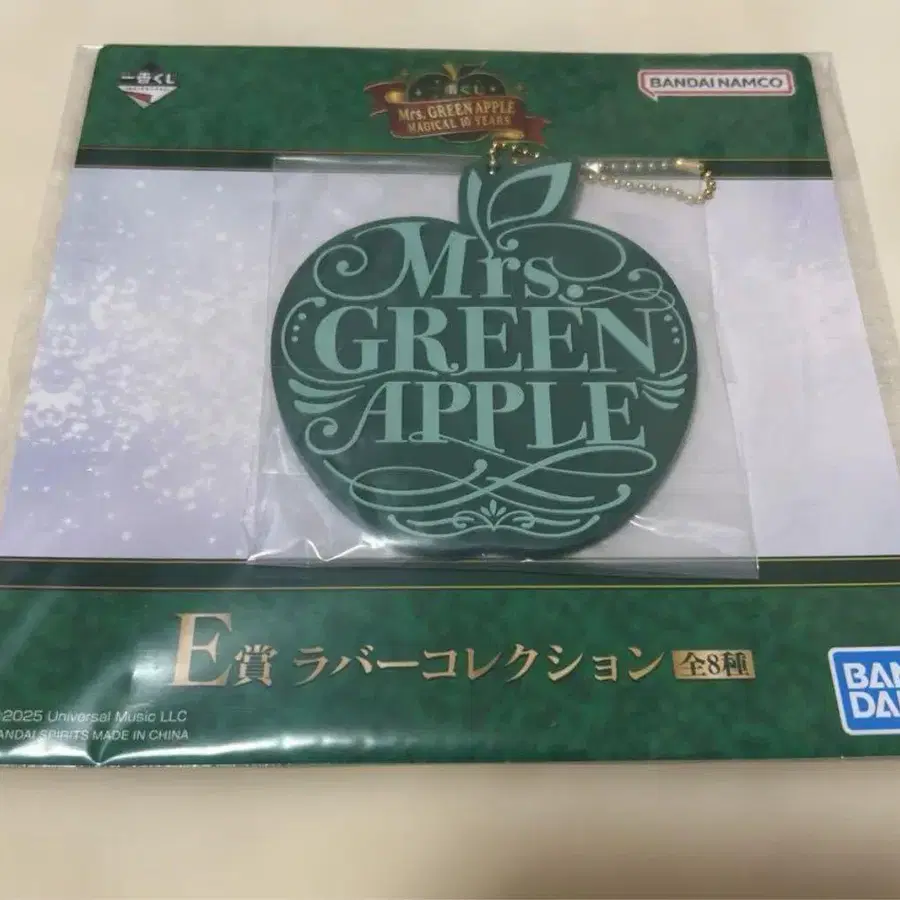 一番くじ
一番くじ
Mrs. GREEN APPLE
MAGICAL 10 YEARS
BANDAI NAMCO
Mrs.
GREEN
APPLE
E賞 ラバーコレクション 全8種
©2025 Universal Music LLC
BANDAI SPIRITS MADE IN CHINA
BAN
DAI